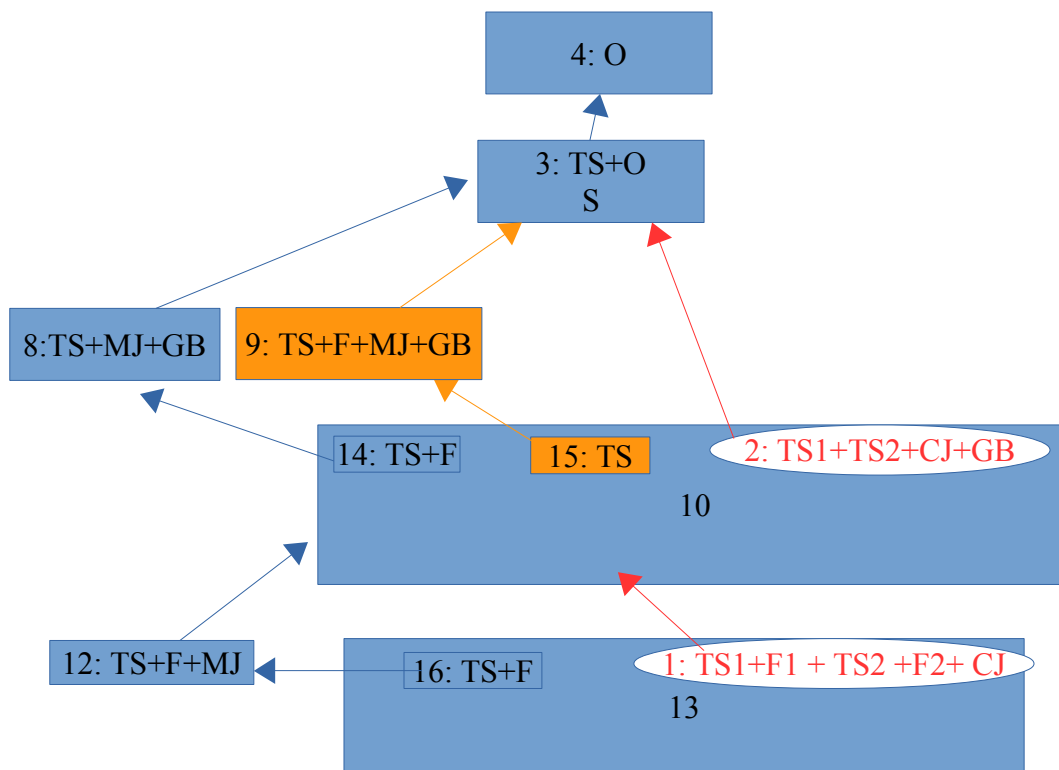 4: O
3: TS+O
S
8:TS+MJ+GB
9: TS+F+MJ+GB
14: TS+F
15: TS
2: TS1+TS2+CJ+GB
10
12: TS+F+MJ
16: TS+F
1: TS1+F1 + TS2 +F2+ CJ
13